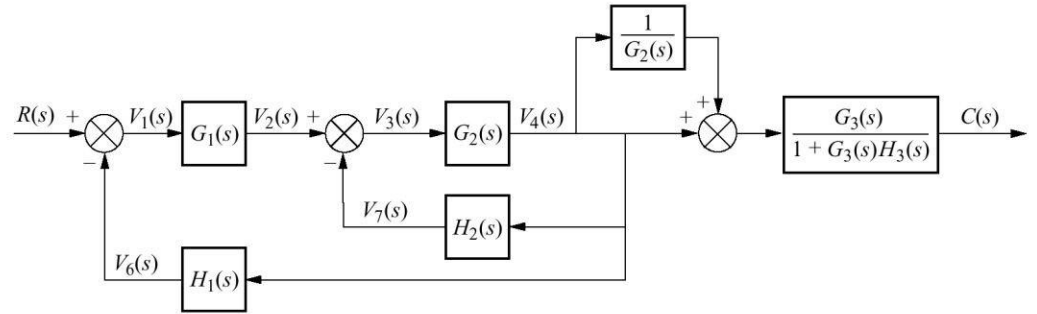 1
G2(s)
R(s) + V1(s) G1(s) V2(s) + V3(s) G2(s) V4(s) + + G3(s) C(s)
1 + G3(s)H3(s)
− −
V7(s) H2(s)
V6(s) H1(s)